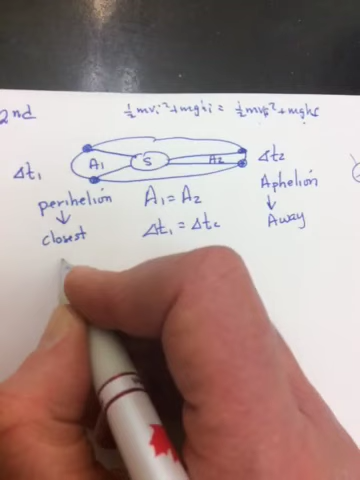 2nd
½mvi²+mghi = ½mvf²+mghf
A1 S A2
Δt1 Δt2
perihelion A1 = A2 Aphelion
↓ ↓
closest Δt1 = Δt2 Away